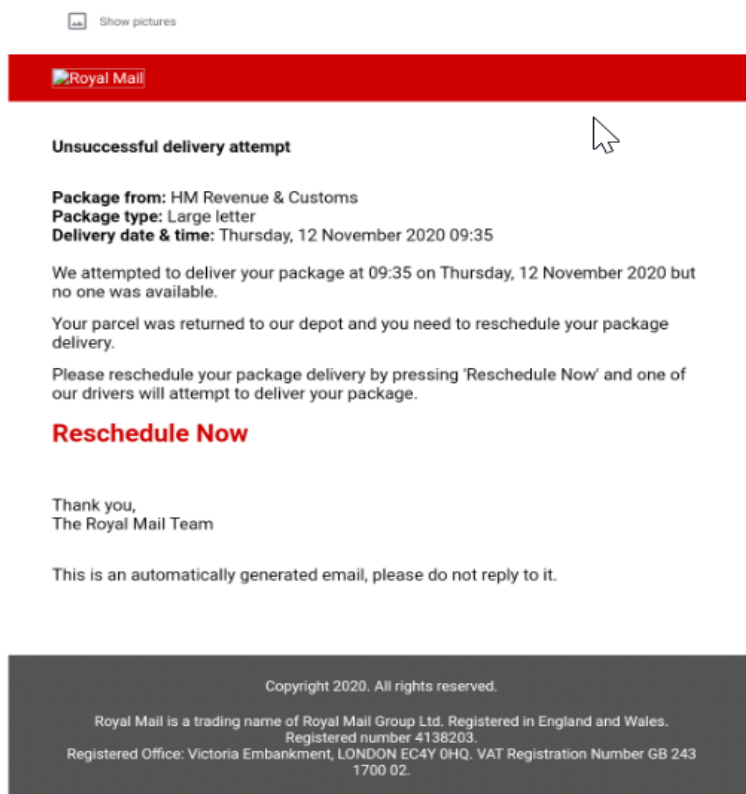 Show pictures
Royal Mail
Unsuccessful delivery attempt
Package from: HM Revenue & Customs
Package type: Large letter
Delivery date & time: Thursday, 12 November 2020 09:35
We attempted to deliver your package at 09:35 on Thursday, 12 November 2020 but
no one was available.
Your parcel was returned to our depot and you need to reschedule your package
delivery.
Please reschedule your package delivery by pressing 'Reschedule Now' and one of
our drivers will attempt to deliver your package.
Reschedule Now
Thank you,
The Royal Mail Team
This is an automatically generated email, please do not reply to it.
Copyright 2020. All rights reserved.
Royal Mail is a trading name of Royal Mail Group Ltd. Registered in England and Wales.
Registered number 4138203.
Registered Office: Victoria Embankment, LONDON EC4Y 0HQ. VAT Registration Number GB 243
1700 02.